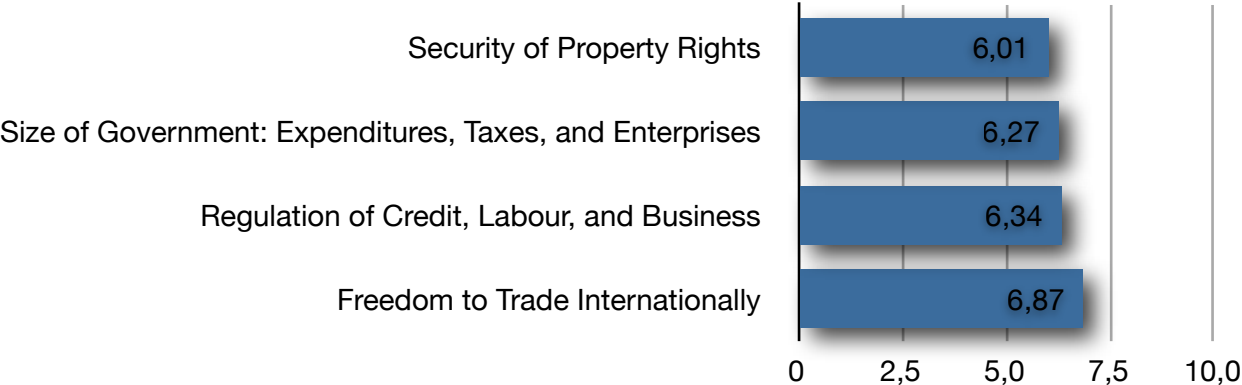 Security of Property Rights 6,01
Size of Government: Expenditures, Taxes, and Enterprises 6,27
Regulation of Credit, Labour, and Business 6,34
Freedom to Trade Internationally 6,87
0 2,5 5,0 7,5 10,0